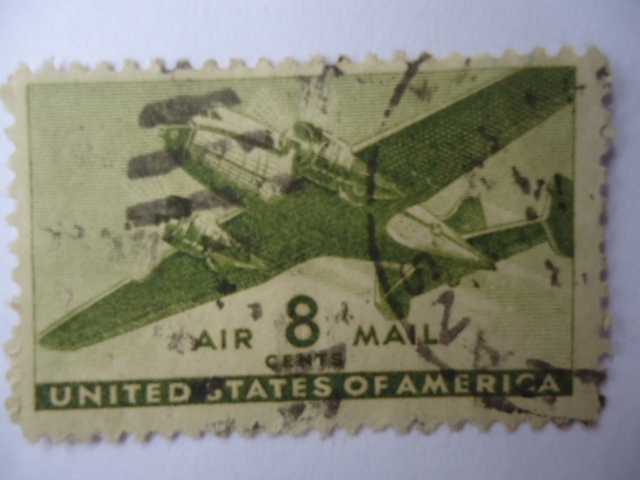 AIR 8 MAIL
CENTS
UNITED STATES OF AMERICA